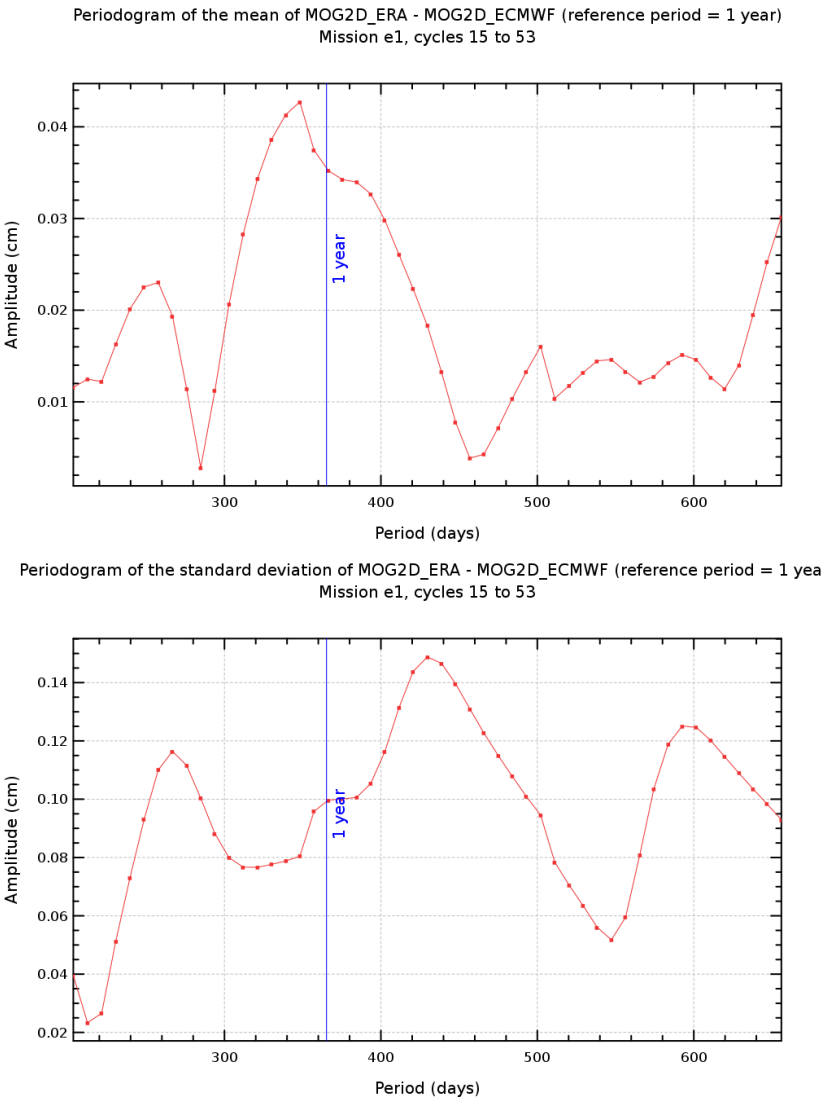 Periodogram of the mean of MOG2D_ERA - MOG2D_ECMWF (reference period = 1 year)
Mission e1, cycles 15 to 53
0.04
0.03
0.02
0.01
Amplitude (cm)
1 year
300 400 500 600
Period (days)
Periodogram of the standard deviation of MOG2D_ERA - MOG2D_ECMWF (reference period = 1 yea
Mission e1, cycles 15 to 53
0.14
0.12
0.10
0.08
0.06
0.04
0.02
Amplitude (cm)
1 year
300 400 500 600
Period (days)